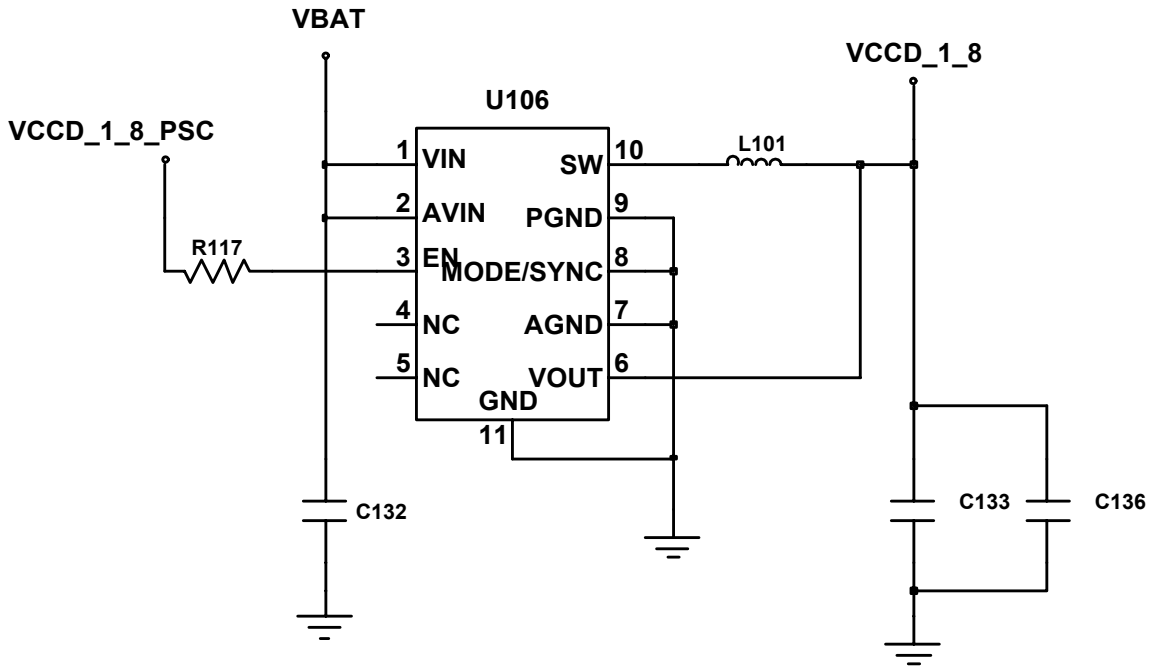 VBAT
VCCD_1_8
U106
VCCD_1_8_PSC
L101
1 VIN SW 10
2 AVIN PGND 9
R117
3 EN MODE/SYNC 8
4 NC AGND 7
5 NC VOUT 6
GND
11
C132 C133 C136